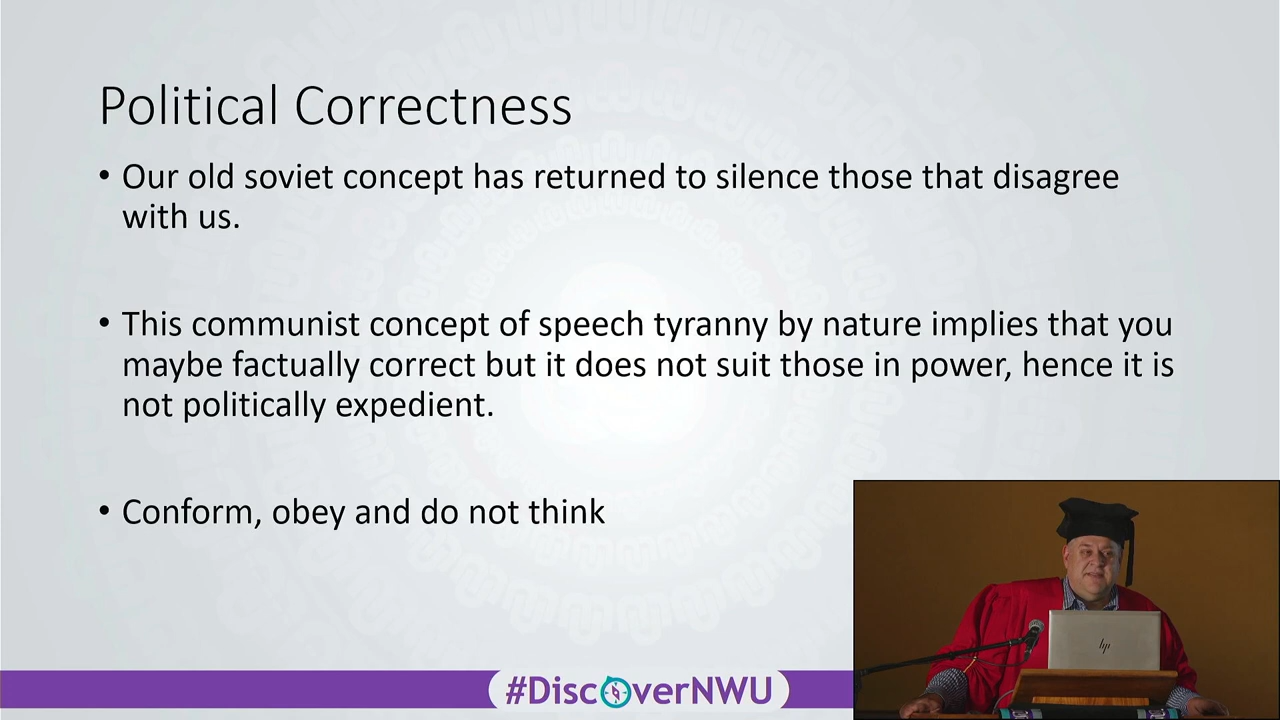 Political Correctness
• Our old soviet concept has returned to silence those that disagree
with us.
• This communist concept of speech tyranny by nature implies that you
maybe factually correct but it does not suit those in power, hence it is
not politically expedient.
• Conform, obey and do not think
hp
#DiscoverNWU